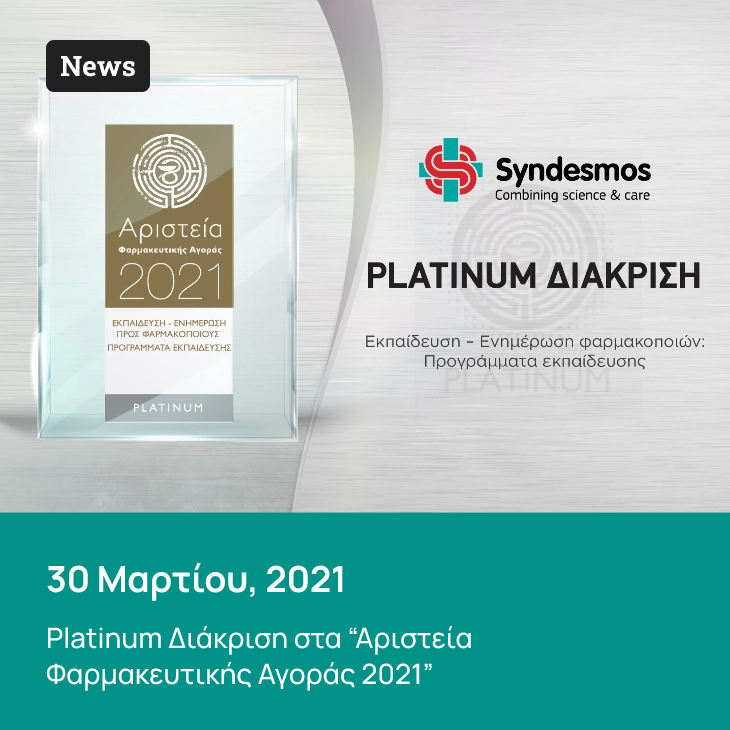 News
Αριστεία
Φαρμακευτικής Αγοράς
2021
ΕΚΠΑΙΔΕΥΣΗ - ΕΝΗΜΕΡΩΣΗ
ΠΡΟΣ ΦΑΡΜΑΚΟΠΟΙΟΥΣ
ΠΡΟΓΡΑΜΜΑΤΑ ΕΚΠΑΙΔΕΥΣΗΣ
PLATINUM
Syndesmos
Combining science & care
PLATINUM ΔΙΑΚΡΙΣΗ
Εκπαίδευση – Ενημέρωση φαρμακοποιών:
Προγράμματα εκπαίδευσης
PLATINUM
30 Μαρτίου, 2021
Platinum Διάκριση στα “Αριστεία
Φαρμακευτικής Αγοράς 2021”